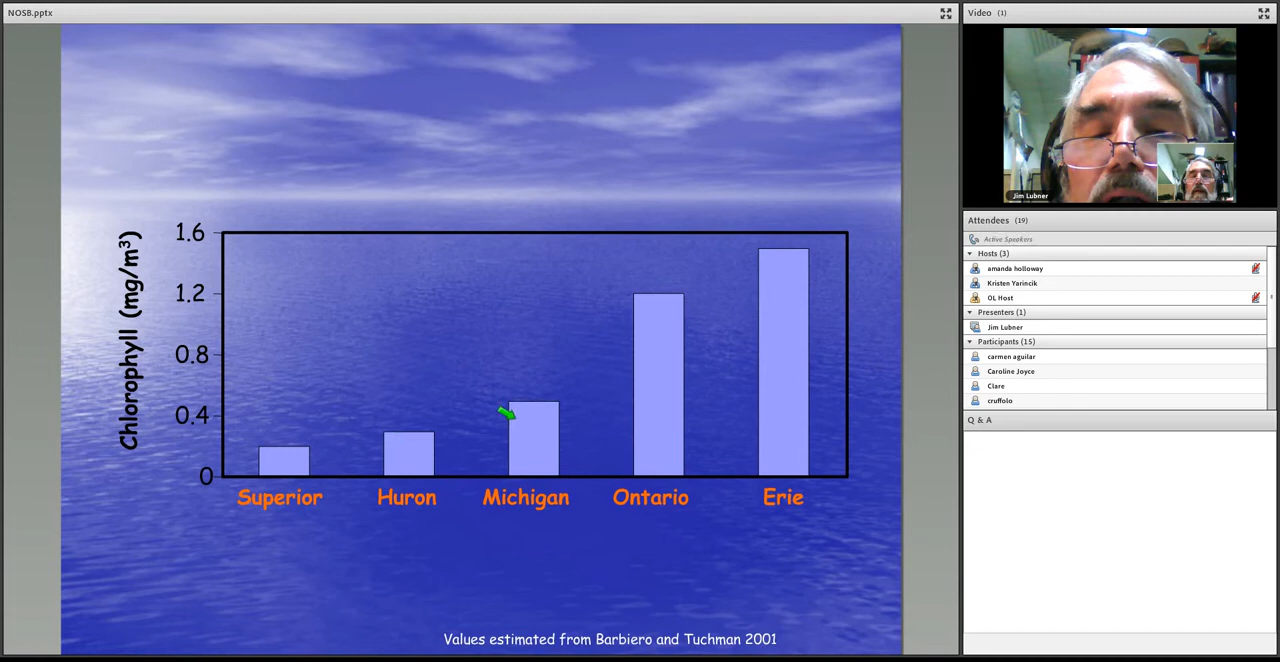 NOSB.pptx
Chlorophyll (mg/m³)
1.6
1.2
0.8
0.4
0
Superior Huron Michigan Ontario Erie
Values estimated from Barbiero and Tuchman 2001
Video (1)
Jim Lubner
Attendees (19)
Active Speakers
Hosts (3)
amanda holloway
Kristen Yarincik
OL Host
Presenters (1)
Jim Lubner
Participants (15)
carmen aguilar
Caroline Joyce
Clare
cruffolo
Q & A